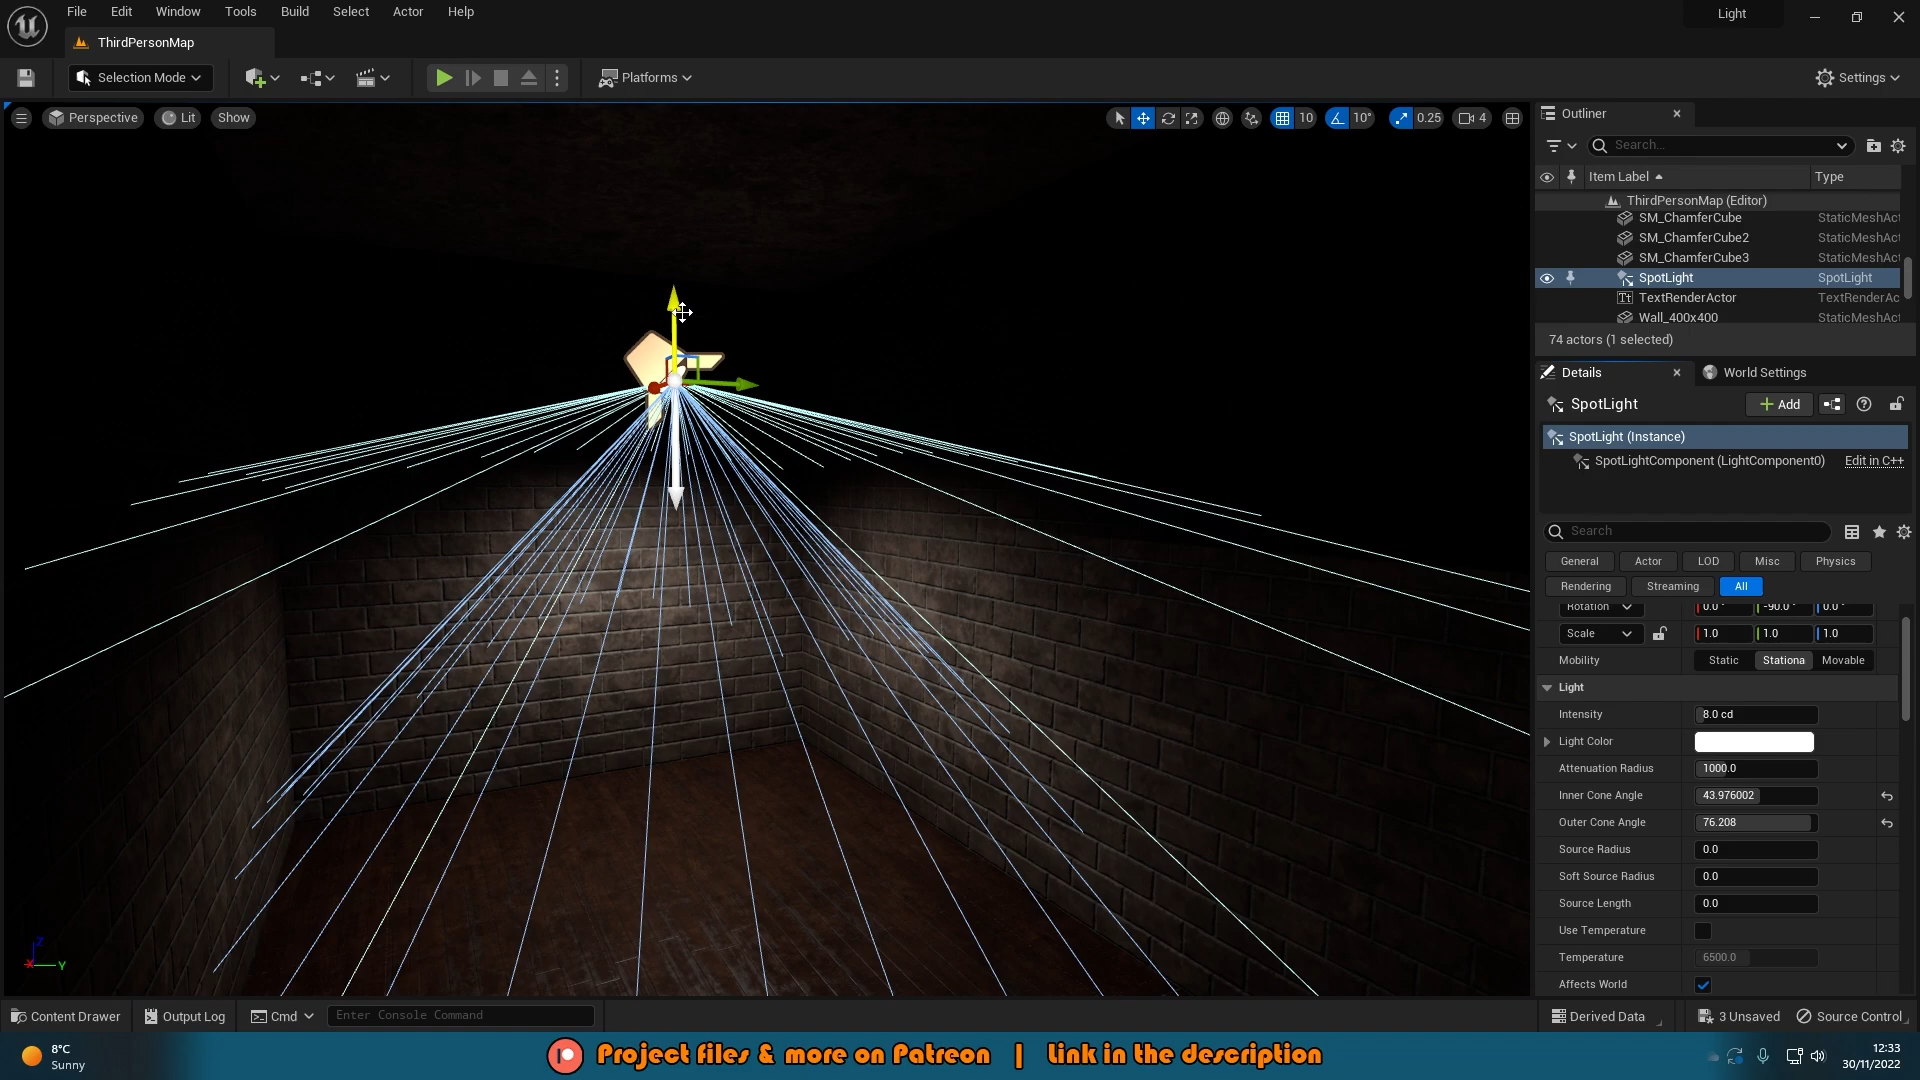 File Edit Window Tools Build Select Actor Help
Light
ThirdPersonMap
Selection Mode
Platforms
Settings
Perspective Lit Show
10 10° 0.25 4
Outliner
Search...
Item Label Type
ThirdPersonMap (Editor)
SM_ChamferCube StaticMeshAct
SM_ChamferCube2 StaticMeshAct
SM_ChamferCube3 StaticMeshAct
SpotLight SpotLight
TextRenderActor TextRenderAc
Wall_400x400 StaticMeshAct
74 actors (1 selected)
Details World Settings
SpotLight Add
SpotLight (Instance)
SpotLightComponent (LightComponent0) Edit in C++
Search
General Actor LOD Misc Physics
Rendering Streaming All
Rotation 0.0° -90.0° 0.0°
Scale 1.0 1.0 1.0
Mobility Static Stationa Movable
Light
Intensity 8.0 cd
Light Color
Attenuation Radius 1000.0
Inner Cone Angle 43.976002
Outer Cone Angle 76.208
Source Radius 0.0
Soft Source Radius 0.0
Source Length 0.0
Use Temperature
Temperature 6500.0
Affects World
Z
X Y
Content Drawer Output Log Cmd Enter Console Command
Derived Data 3 Unsaved Source Control
8°C
Sunny
Project files & more on Patreon | Link in the description
12:33
30/11/2022